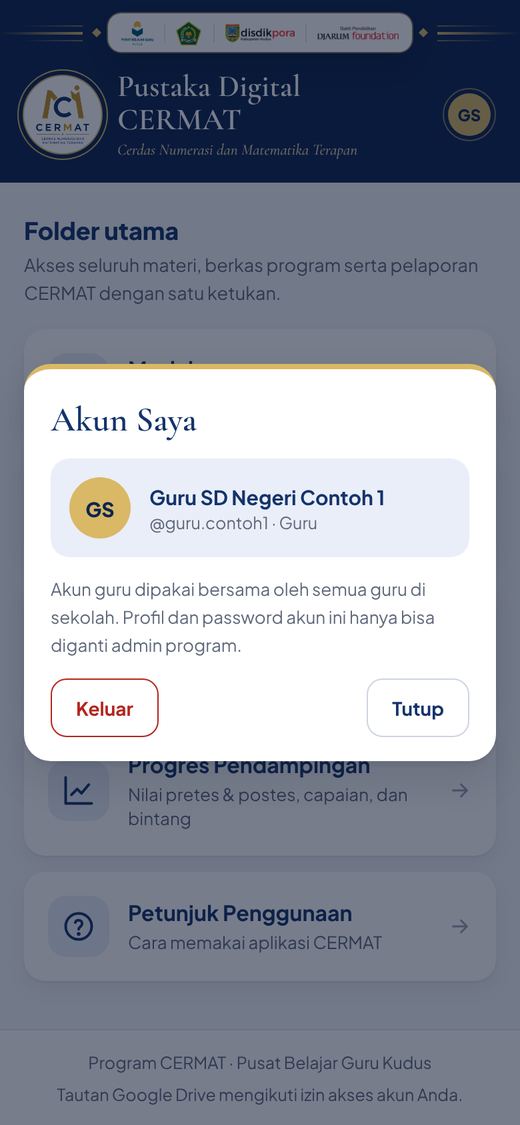 disdikpora
DJARUM foundation
Pustaka Digital
CERMAT
Cerdas Numerasi dan Matematika Terapan
CERMAT
GS
Folder utama
Akses seluruh materi, berkas program serta pelaporan
CERMAT dengan satu ketukan.
Akun Saya
GS
Guru SD Negeri Contoh 1
@guru.contoh1 · Guru
Akun guru dipakai bersama oleh semua guru di
sekolah. Profil dan password akun ini hanya bisa
diganti admin program.
Keluar
Tutup
Progres Pendampingan
Nilai pretes & postes, capaian, dan
bintang
Petunjuk Penggunaan
Cara memakai aplikasi CERMAT
Program CERMAT · Pusat Belajar Guru Kudus
Tautan Google Drive mengikuti izin akses akun Anda.